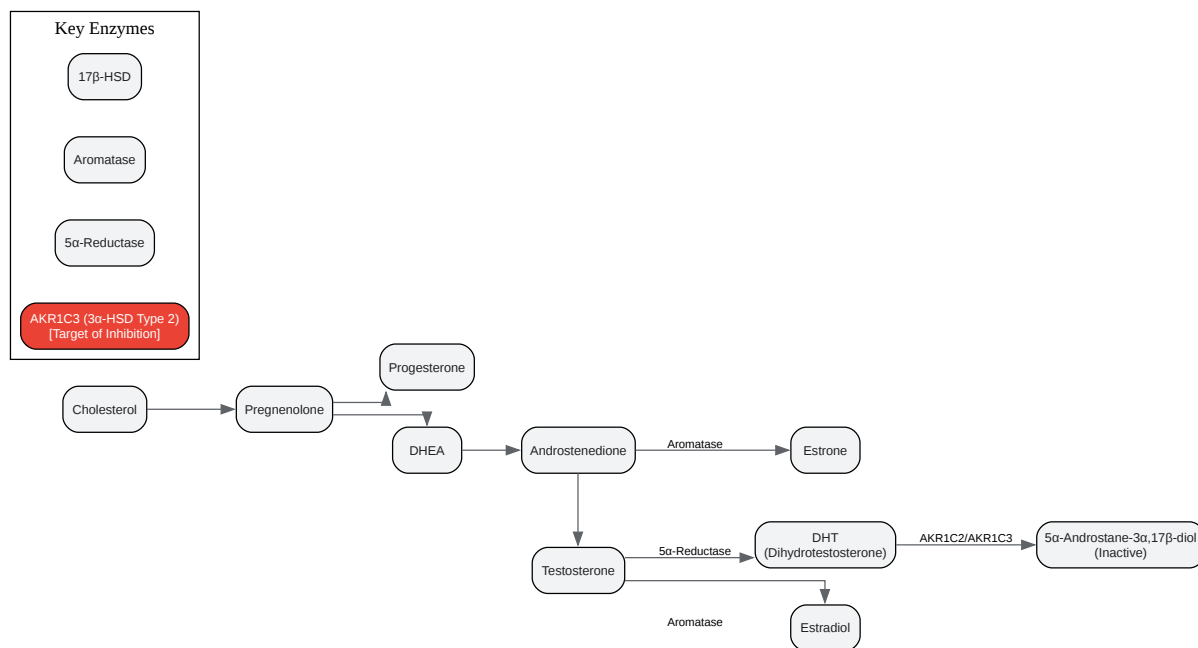 Key Enzymes
17β-HSD
Aromatase
5α-Reductase
AKR1C3 (3α-HSD Type 2)
[Target of Inhibition]
Progesterone
Cholesterol
Pregnenolone
DHEA
Androstenedione
Aromatase
Estrone
Testosterone
5α-Reductase
DHT
(Dihydrotestosterone)
AKR1C2/AKR1C3
5α-Androstane-3α,17β-diol
(Inactive)
Aromatase
Estradiol